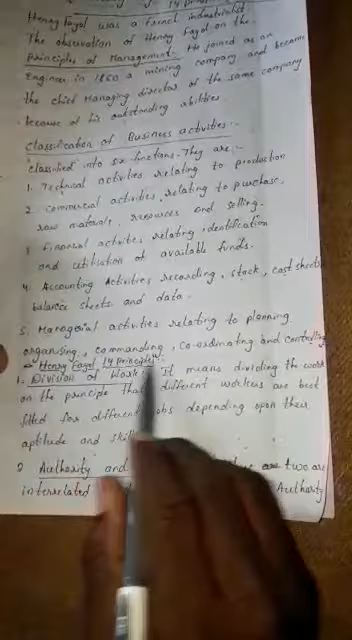 14 Prin
Henry Fayol was a french industrialist.
The observation of Henry Fayol on the
principles of Management. He joined as an
Engineer in 1860 a mining company and became
the chief Managing director of the same company
because of his outstanding abilities.
Classification of Business activities:-
classified into six functions. They are:-
1. Technical activities relating to production
2. commercial activities, relating to purchase,
raw materials, resources and selling.
3. Financial activities relating, identification
and utilisation of available funds.
4. Accounting Activities recording, stock, cost sheets
balance sheets and data.
5. Managerial activities relating to planning
organising, commanding, co-ordinating and controlling
Henry Fayol 14 principles:-
1. Division of Work:- It means dividing the work
on the principle that different workers are best
fitted for different jobs depending upon their
aptitude and skill
2 Authority and are two are
interrelated Authority